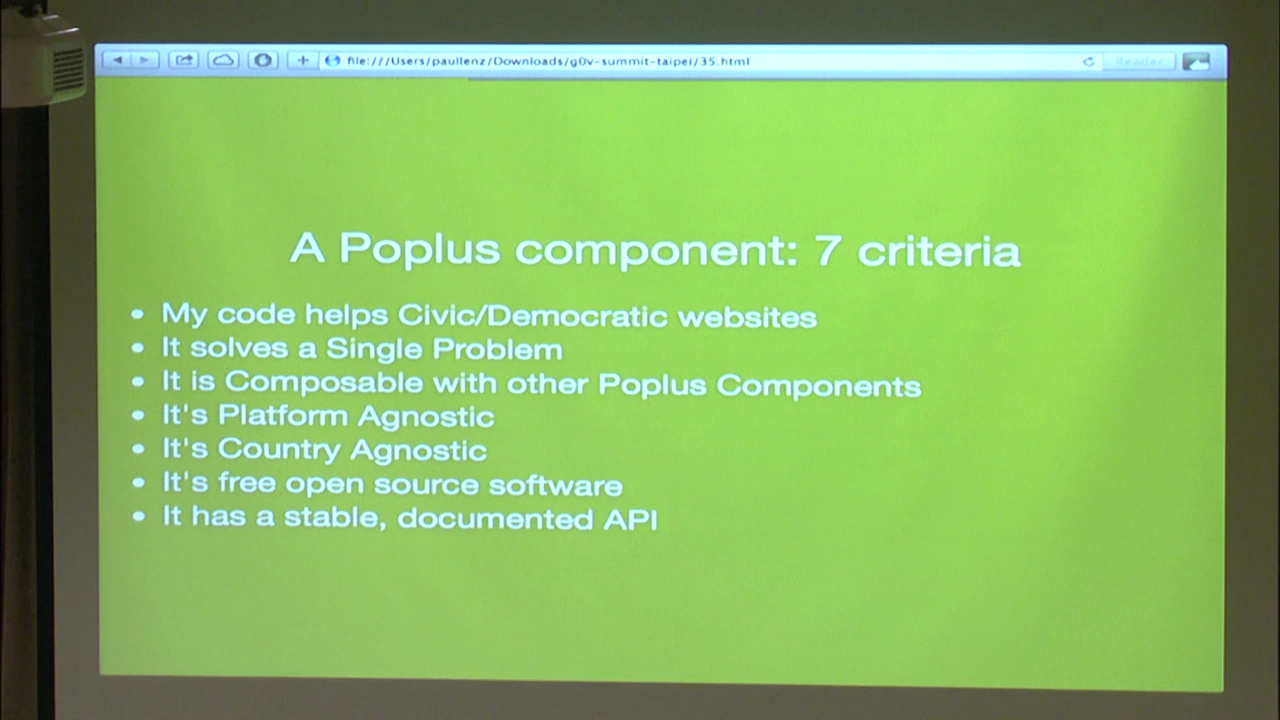 file:///Users/paullenz/Downloads/g0v-summit-taipei/35.html
Reader
A Poplus component: 7 criteria
• My code helps Civic/Democratic websites
• It solves a Single Problem
• It is Composable with other Poplus Components
• It's Platform Agnostic
• It's Country Agnostic
• It's free open source software
• It has a stable, documented API